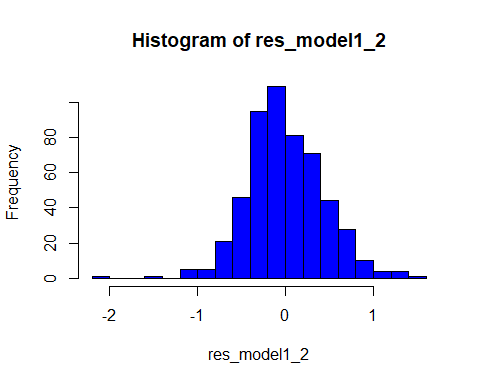 Histogram of res_model1_2
Frequency
0 20 40 60 80
-2 -1 0 1
res_model1_2